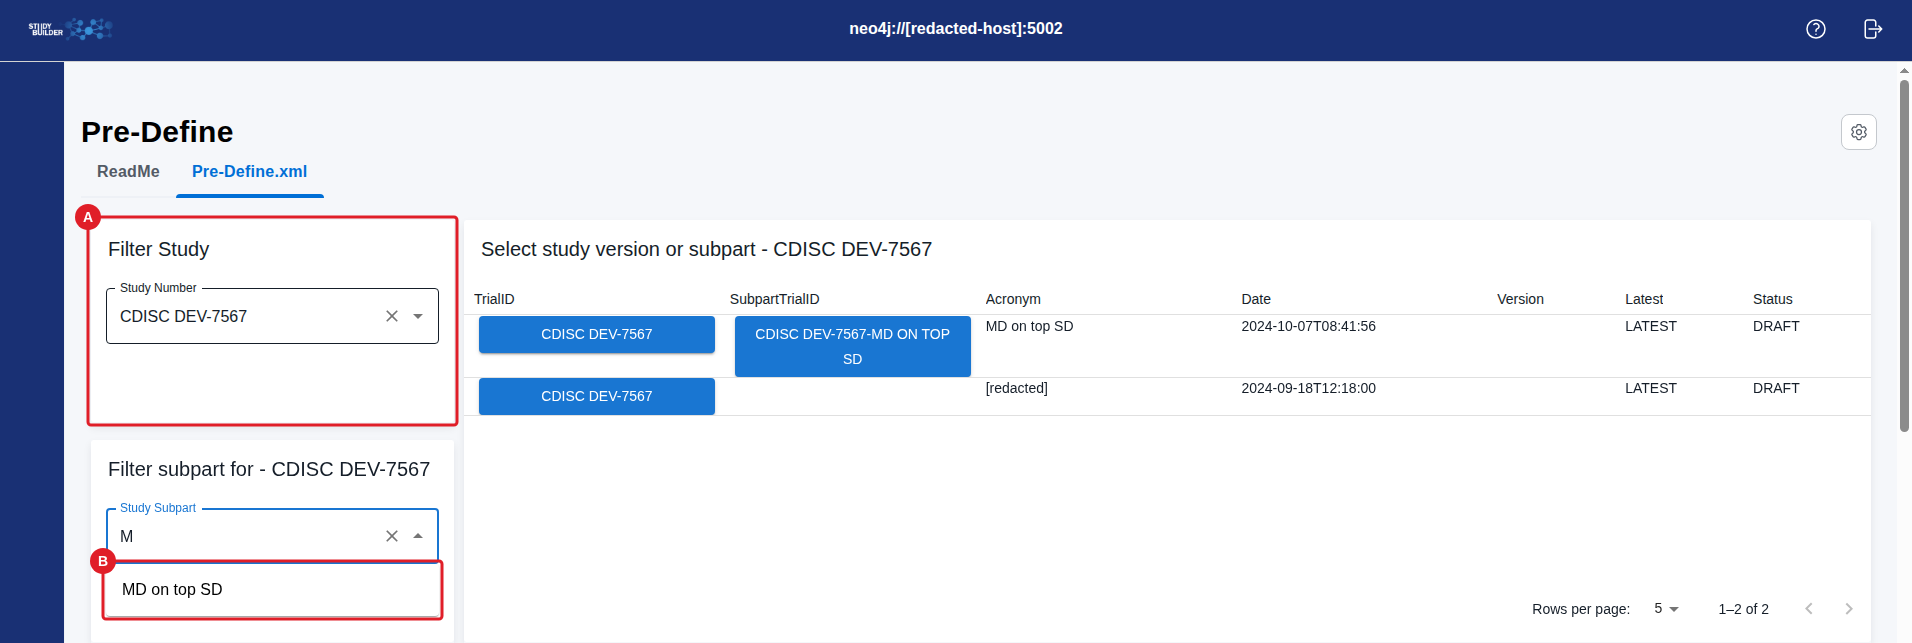 STUDY
BUILDER
neo4j://[redacted-host]:5002
Pre-Define
ReadMe Pre-Define.xml
A
Filter Study
Study Number
CDISC DEV-7567
Filter subpart for - CDISC DEV-7567
Study Subpart
M
B
MD on top SD
Select study version or subpart - CDISC DEV-7567
TrialID SubpartTrialID Acronym Date Version Latest Status
CDISC DEV-7567 CDISC DEV-7567-MD ON TOP MD on top SD 2024-10-07T08:41:56 LATEST DRAFT
SD
CDISC DEV-7567 [redacted] 2024-09-18T12:18:00 LATEST DRAFT
Rows per page: 5 1–2 of 2